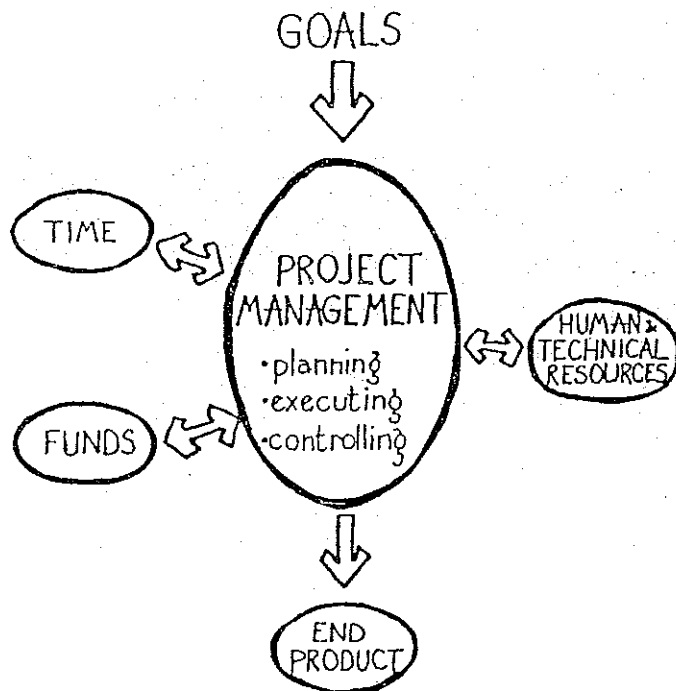 GOALS
TIME
PROJECT
MANAGEMENT
•planning
•executing
•controlling
HUMAN &
TECHNICAL
RESOURCES
FUNDS
END
PRODUCT